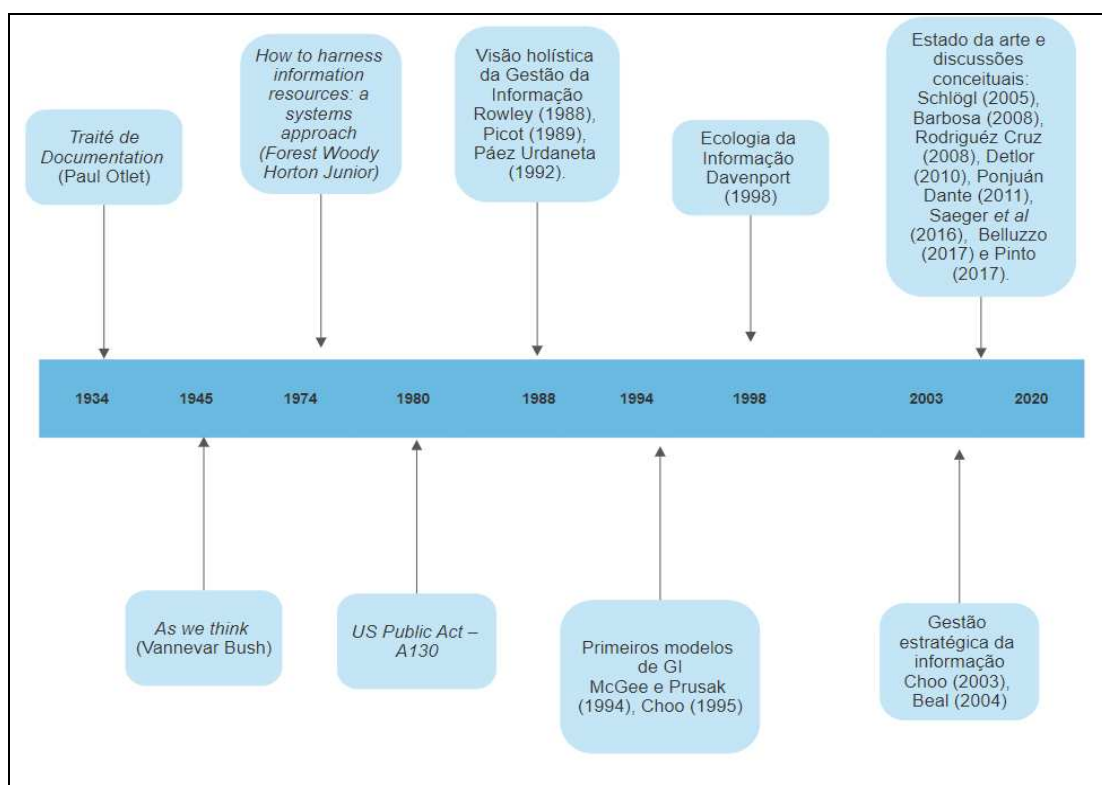 Traité de
Documentation
(Paul Otlet)
How to harness
information
resources: a
systems
approach
(Forest Woody
Horton Junior)
Visão holística
da Gestão da
Informação
Rowley (1988),
Picot (1989),
Páez Urdaneta
(1992).
Ecologia da
Informação
Davenport
(1998)
Estado da arte e
discussões
conceituais:
Schlögl (2005),
Barbosa (2008),
Rodriguéz Cruz
(2008), Detlor
(2010), Ponjuán
Dante (2011),
Saeger et al
(2016), Belluzzo
(2017) e Pinto
(2017).
1934 1945 1974 1980 1988 1994 1998 2003 2020
As we think
(Vannevar Bush)
US Public Act –
A130
Primeiros modelos
de GI
McGee e Prusak
(1994), Choo (1995)
Gestão
estratégica da
informação
Choo (2003),
Beal (2004)